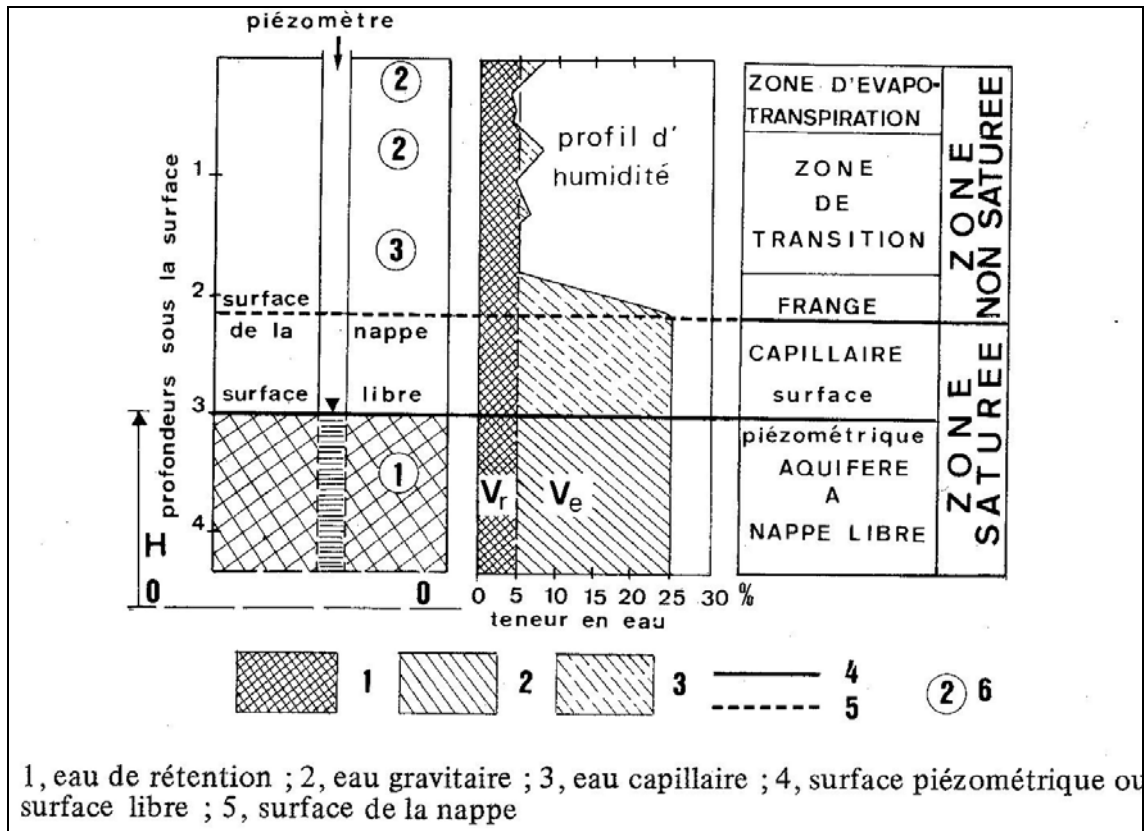 piézomètre
profondeurs sous la surface
1
2
3
4
2
2
3
1
surface
de la nappe
surface libre
H
0
0
profil d'
humidité
Vr Ve
0 5 10 15 20 25 30 %
teneur en eau
ZONE D'EVAPO-
TRANSPIRATION
ZONE
DE
TRANSITION
FRANGE
CAPILLAIRE
surface
piézométrique
AQUIFERE
A
NAPPE LIBRE
ZONE
NON SATUREE
ZONE
SATUREE
1 2 3 4
5
2 6
1, eau de rétention ; 2, eau gravitaire ; 3, eau capillaire ; 4, surface piézométrique ou
surface libre ; 5, surface de la nappe